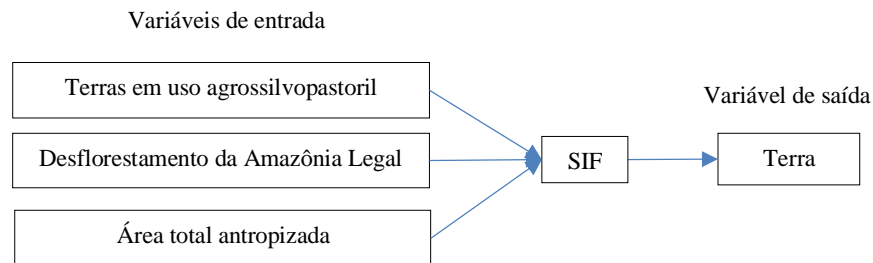 Variáveis de entrada
Terras em uso agrossilvopastoril
Variável de saída
Desflorestamento da Amazônia Legal
SIF
Terra
Área total antropizada